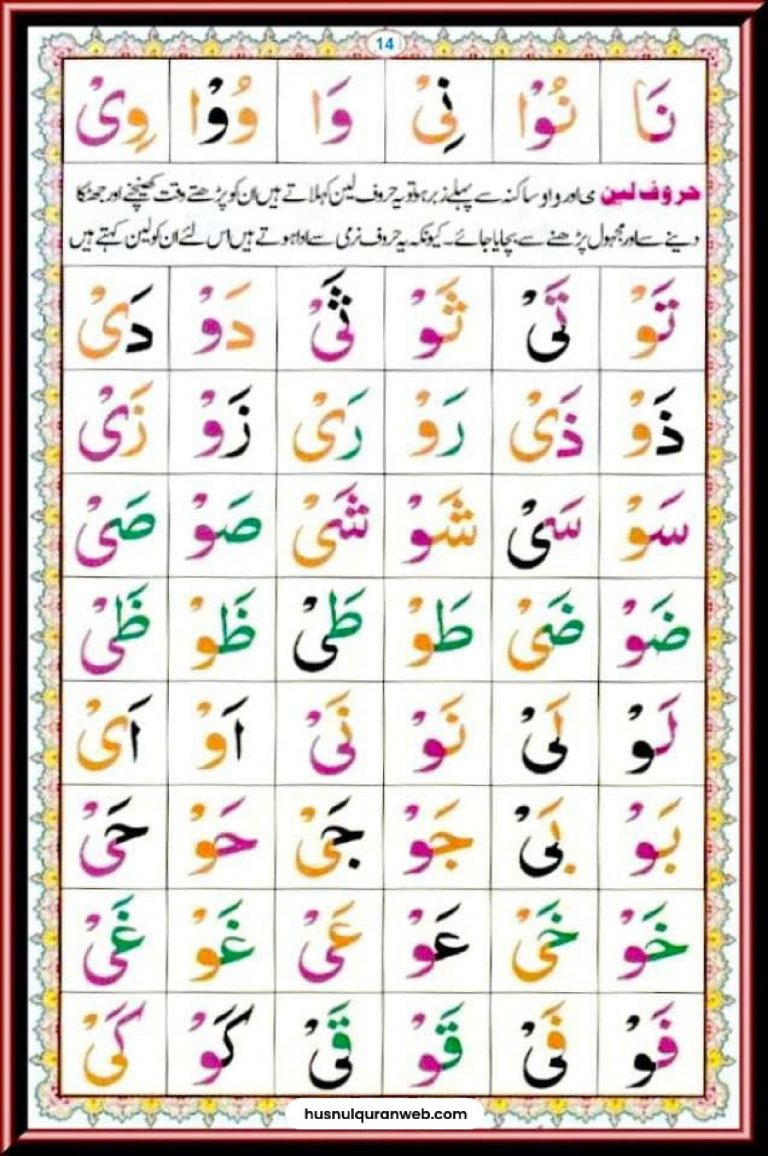 14
نَا نُوْا نِیْ وَا وُوْا وِیْ
حروف لین ی اور واو ساکنہ سے پہلے زبر ہو تو یہ حروف لین کہلاتے ہیں ان کو پڑھتے وقت کھینچنے اور جھٹکا
دینے سے اور مجہول پڑھنے سے بچایا جائے۔ کیونکہ یہ حروف نرمی سے ادا ہوتے ہیں اس لئے ان کو لین کہتے ہیں
تَوْ تَیْ ثَوْ ثَیْ دَوْ دَیْ
ذَوْ ذَیْ رَوْ رَیْ زَوْ زَیْ
سَوْ سَیْ شَوْ شَیْ صَوْ صَیْ
ضَوْ ضَیْ طَوْ طَیْ ظَوْ ظَیْ
لَوْ لَیْ نَوْ نَیْ اَوْ اَیْ
بَوْ بَیْ جَوْ جَیْ حَوْ حَیْ
خَوْ خَیْ عَوْ عَیْ غَوْ غَیْ
فَوْ فَیْ قَوْ قَیْ کَوْ کَیْ
husnulquranweb.com